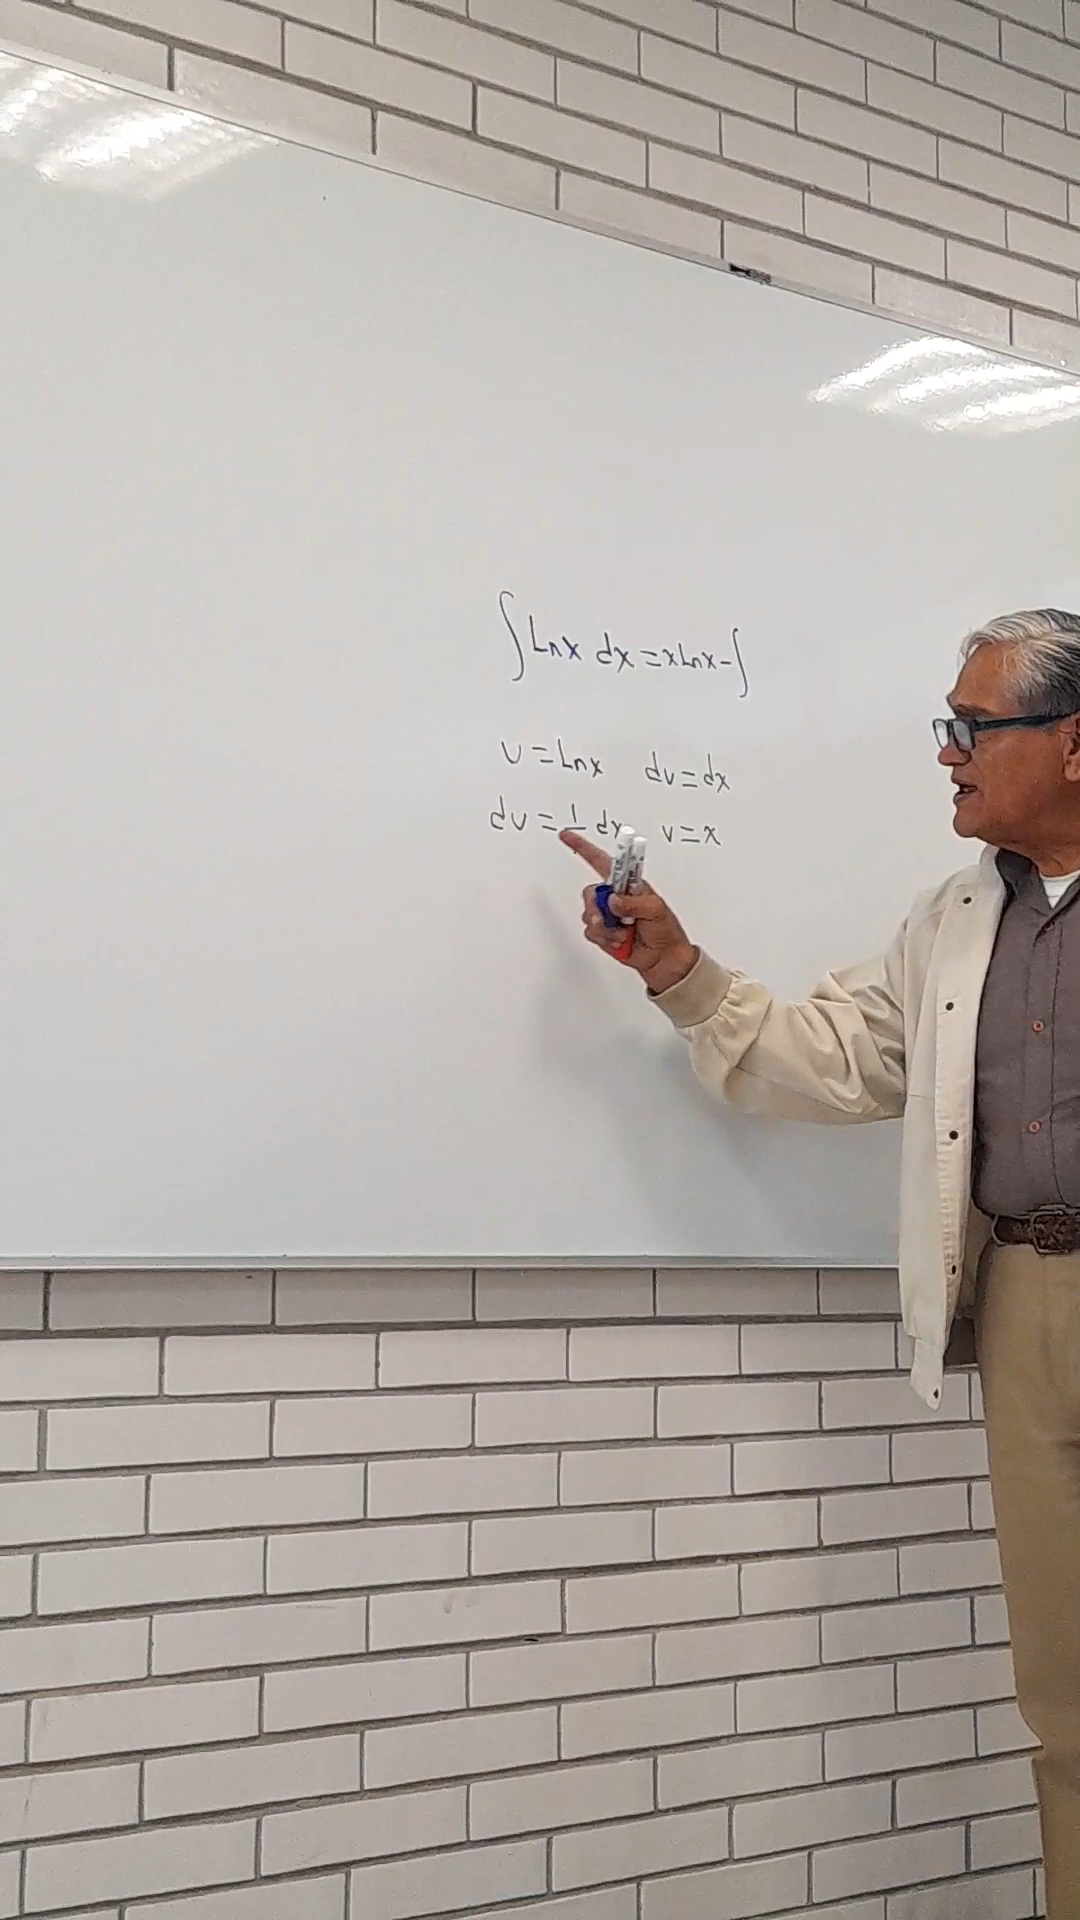 ∫ Lnx dx = xLnx - ∫
u = Lnx dv = dx
du = 1 dx v = x